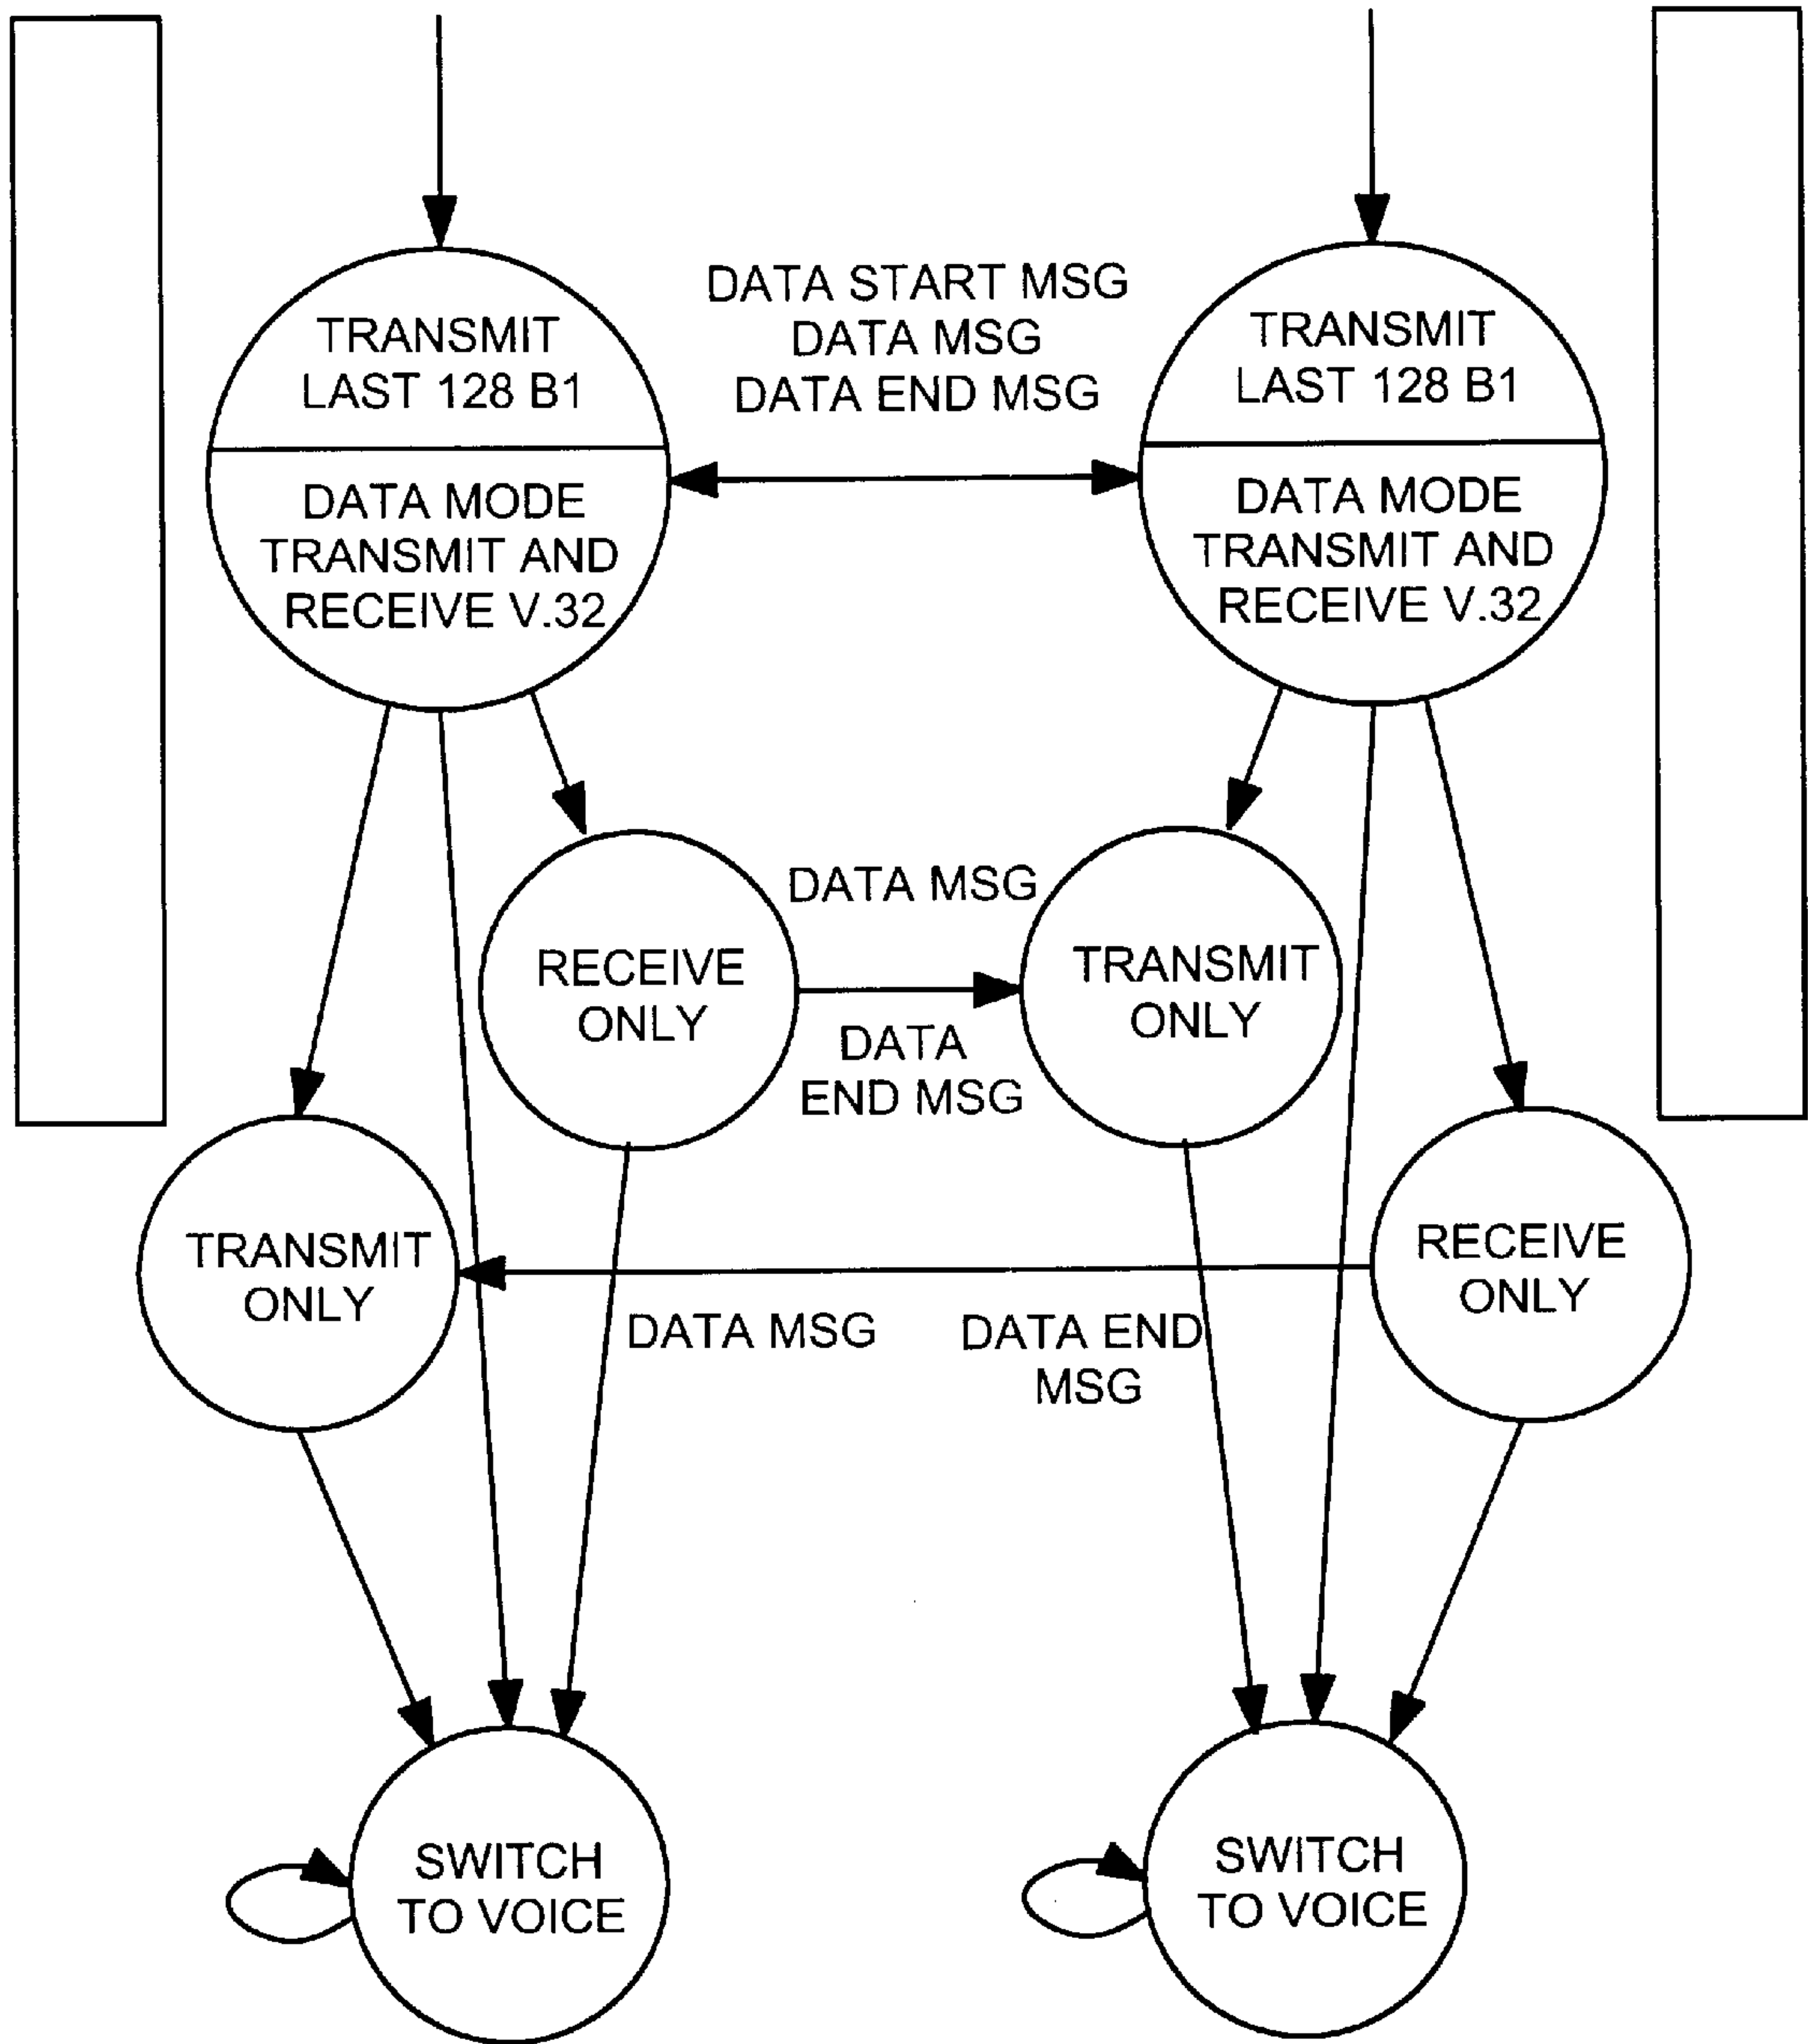 TRANSMIT
LAST 128 B1
DATA MODE
TRANSMIT AND
RECEIVE V.32
DATA START MSG
DATA MSG
DATA END MSG
TRANSMIT
LAST 128 B1
DATA MODE
TRANSMIT AND
RECEIVE V.32
RECEIVE
ONLY
DATA MSG
DATA
END MSG
TRANSMIT
ONLY
TRANSMIT
ONLY
DATA MSG
DATA END
MSG
RECEIVE
ONLY
SWITCH
TO VOICE
SWITCH
TO VOICE